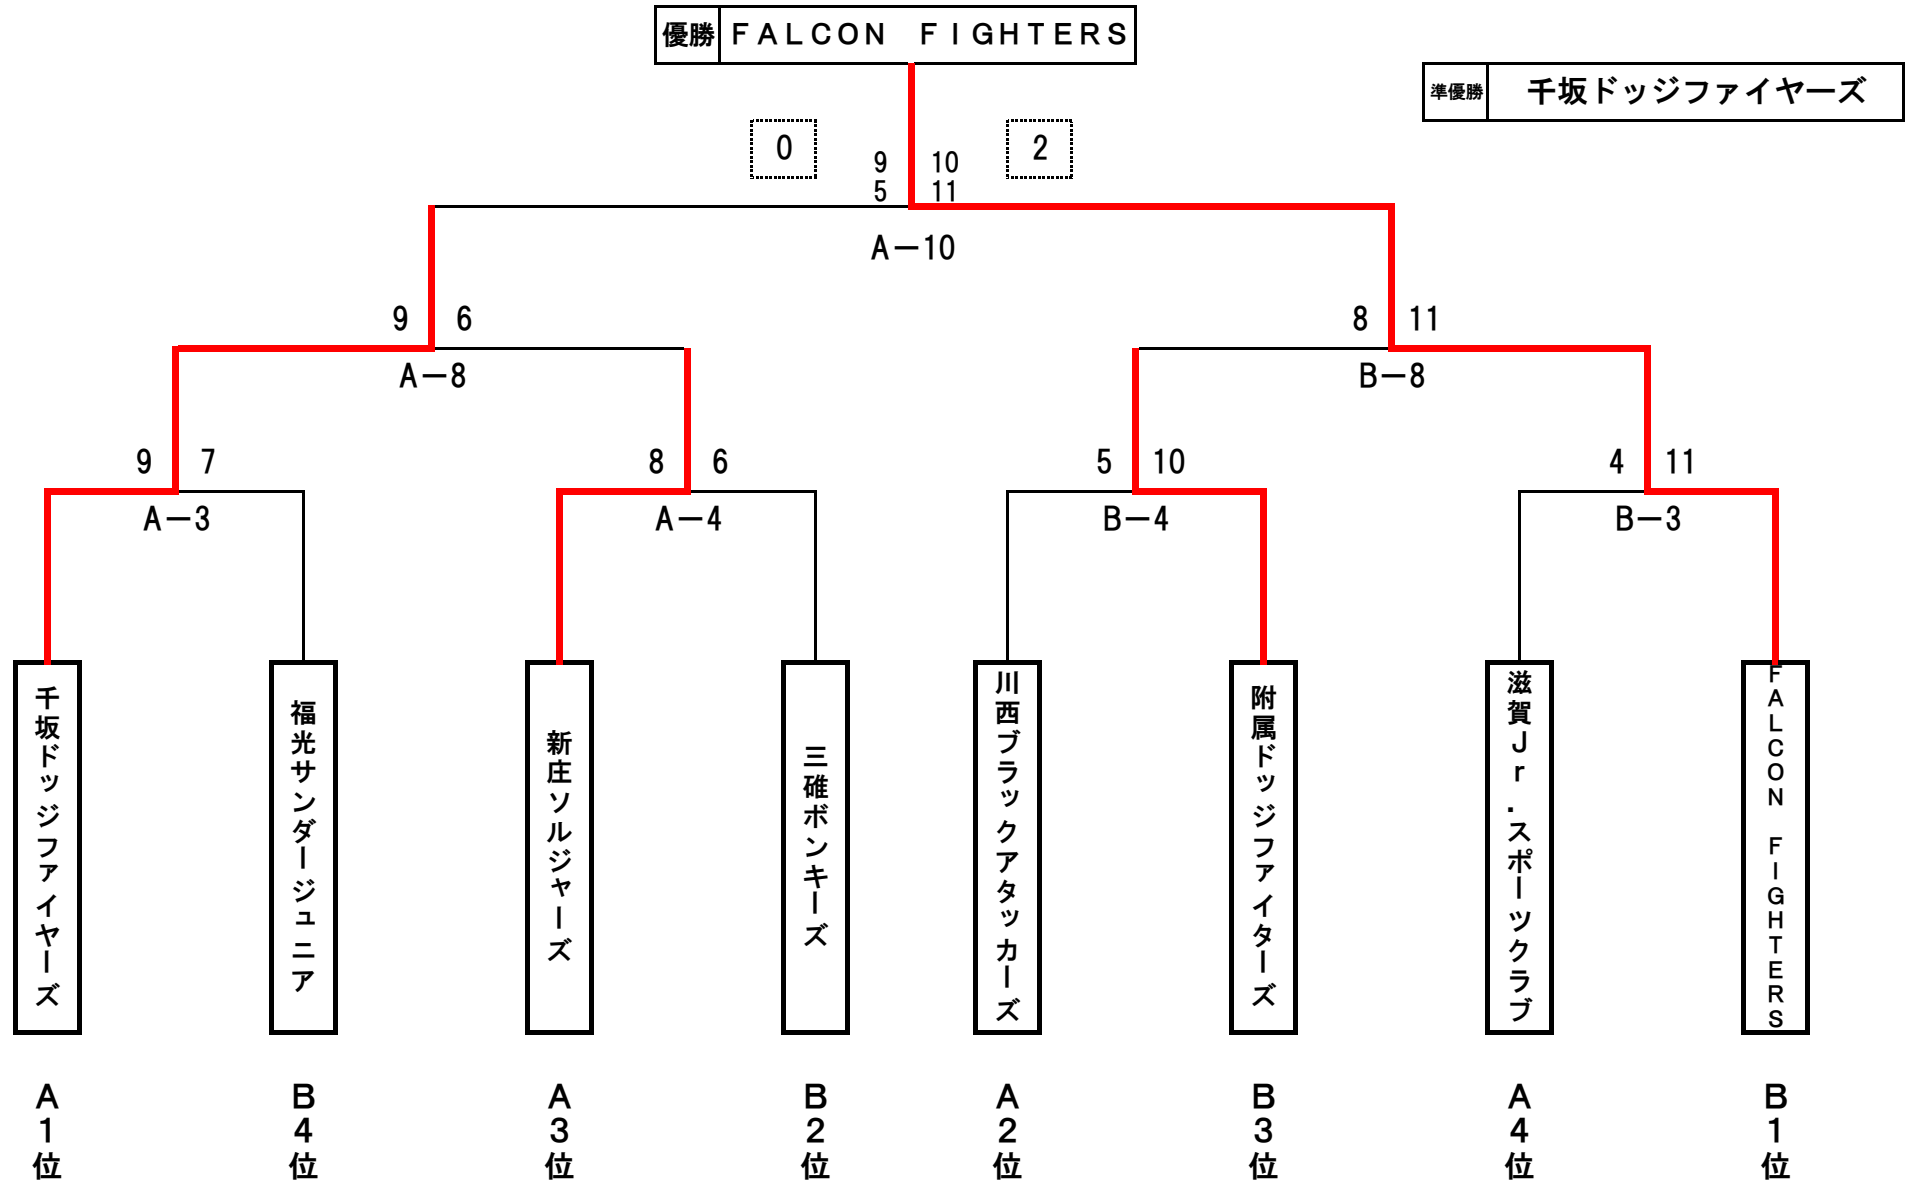 優勝 ＦＡＬＣＯＮ　ＦＩＧＨＴＥＲＳ
準優勝 千坂ドッジファイヤーズ
0 2
9 10
5 11
A－10
9 6
8 11
A－8
B－8
9 7
8 6
5 10
4 11
A－3
A－4
B－4
B－3
千坂ドッジファイヤーズ
福光サンダージュニア
新庄ソルジャーズ
三碓ボンキーズ
川西ブラックアタッカーズ
附属ドッジファイターズ
滋賀Ｊｒ．スポーツクラブ
ＦＡＬＣＯＮ　ＦＩＧＨＴＥＲＳ
Ａ１位
Ｂ４位
Ａ３位
Ｂ２位
Ａ２位
Ｂ３位
Ａ４位
Ｂ１位